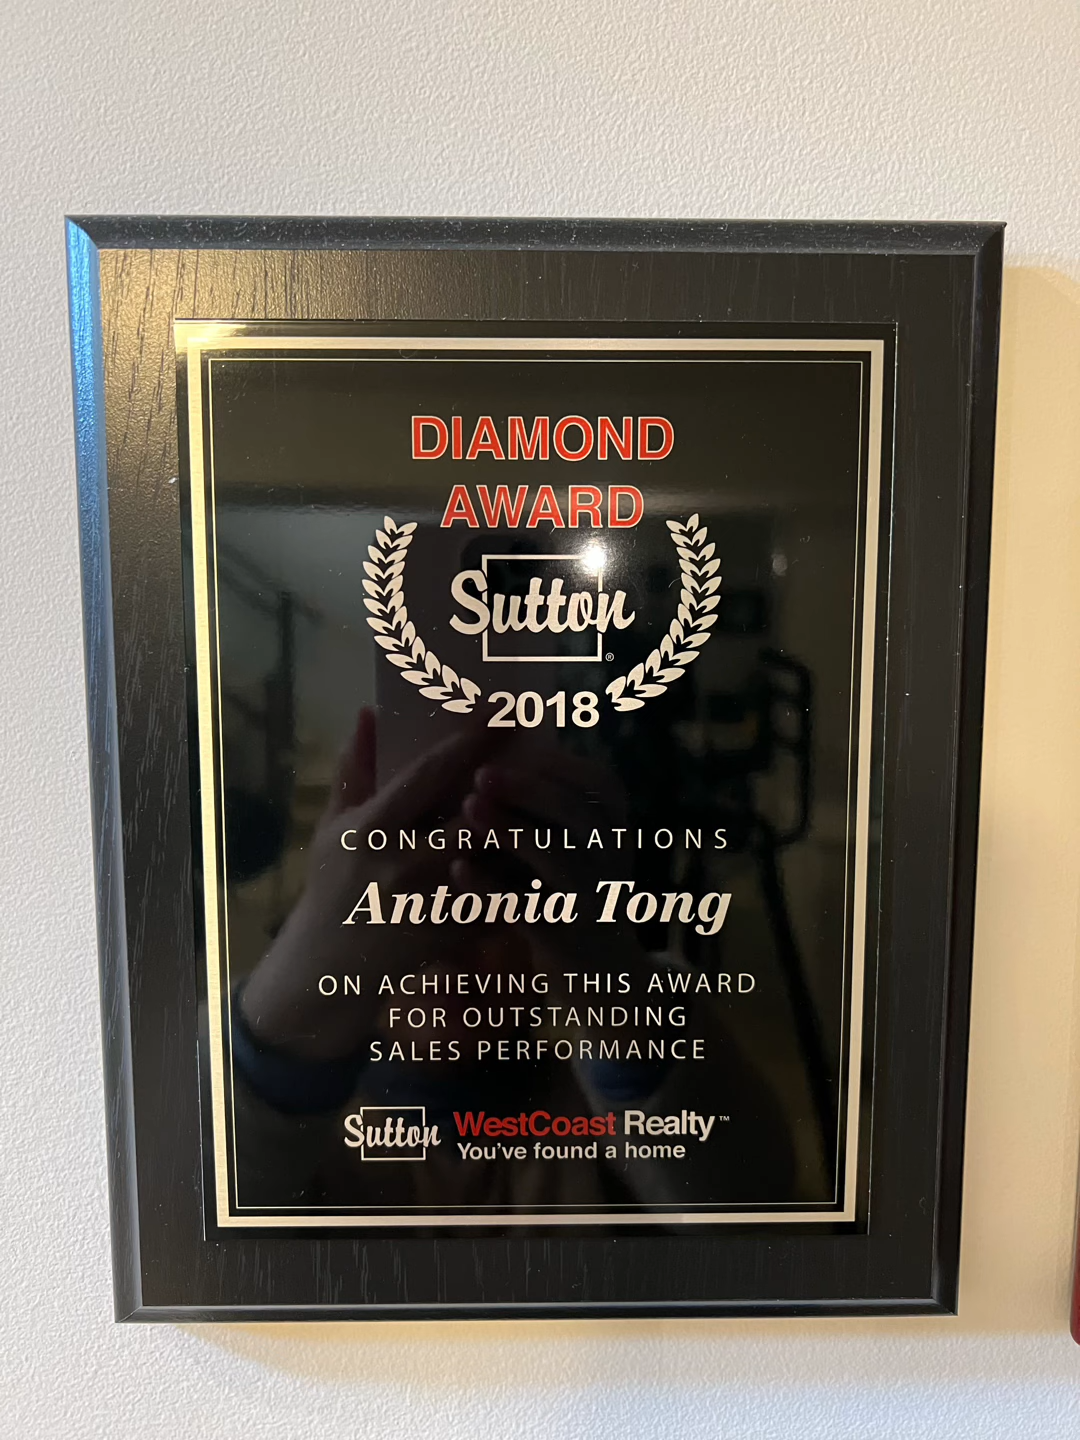 DIAMOND
AWARD
Sutton®
2018
CONGRATULATIONS
Antonia Tong
ON ACHIEVING THIS AWARD
FOR OUTSTANDING
SALES PERFORMANCE
Sutton WestCoast Realty™
You've found a home